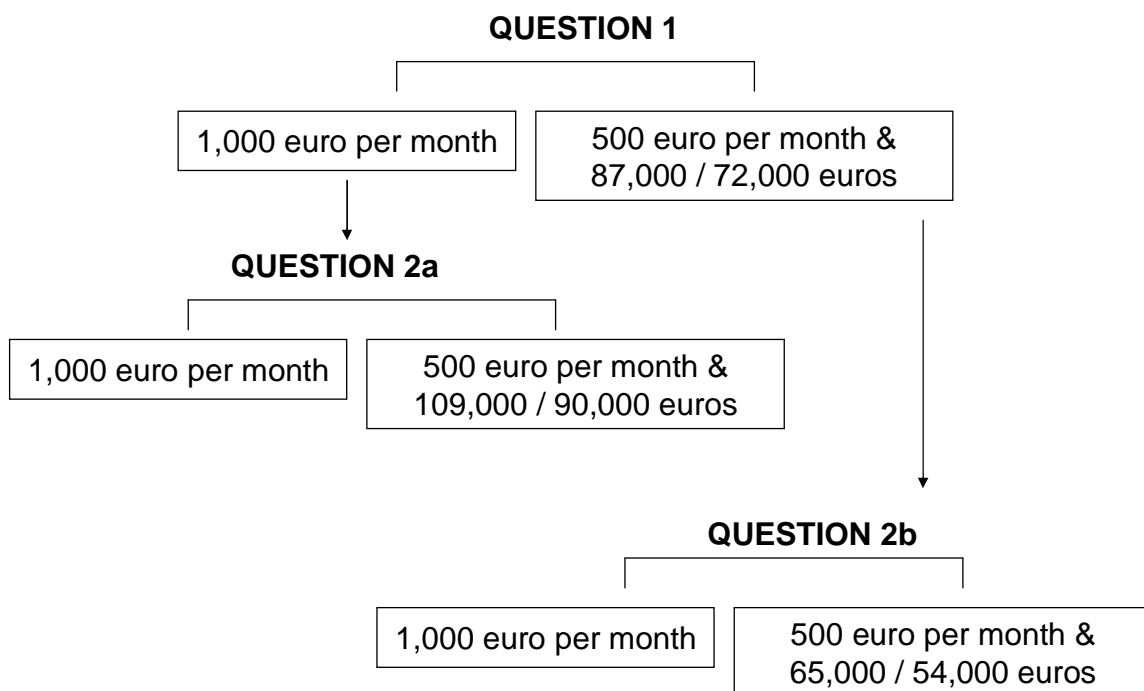 QUESTION 1
1,000 euro per month
500 euro per month &
87,000 / 72,000 euros
QUESTION 2a
1,000 euro per month
500 euro per month &
109,000 / 90,000 euros
QUESTION 2b
1,000 euro per month
500 euro per month &
65,000 / 54,000 euros